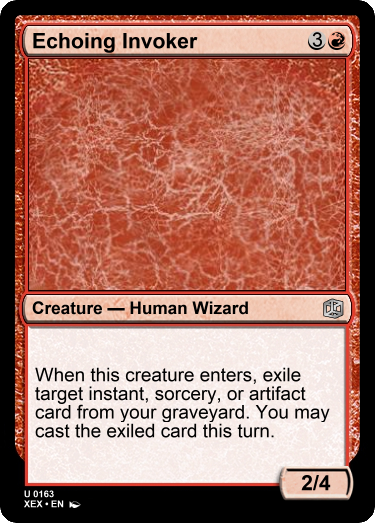 Echoing Invoker 3
Creature — Human Wizard
When this creature enters, exile
target instant, sorcery, or artifact
card from your graveyard. You may
cast the exiled card this turn.
2/4
U 0163
XEX • EN